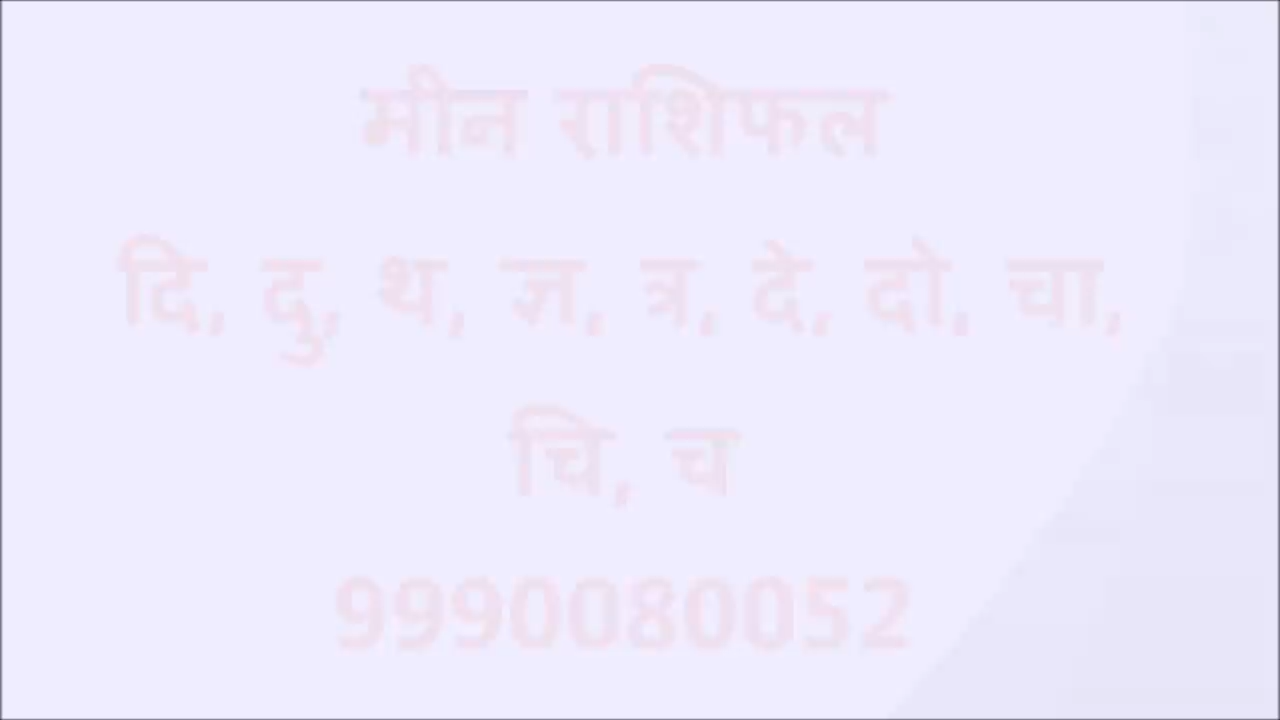 मीन राशिफल
दि, दु, थ, ज्ञ, त्र, दे, दो, चा,
चि, च
9990080052